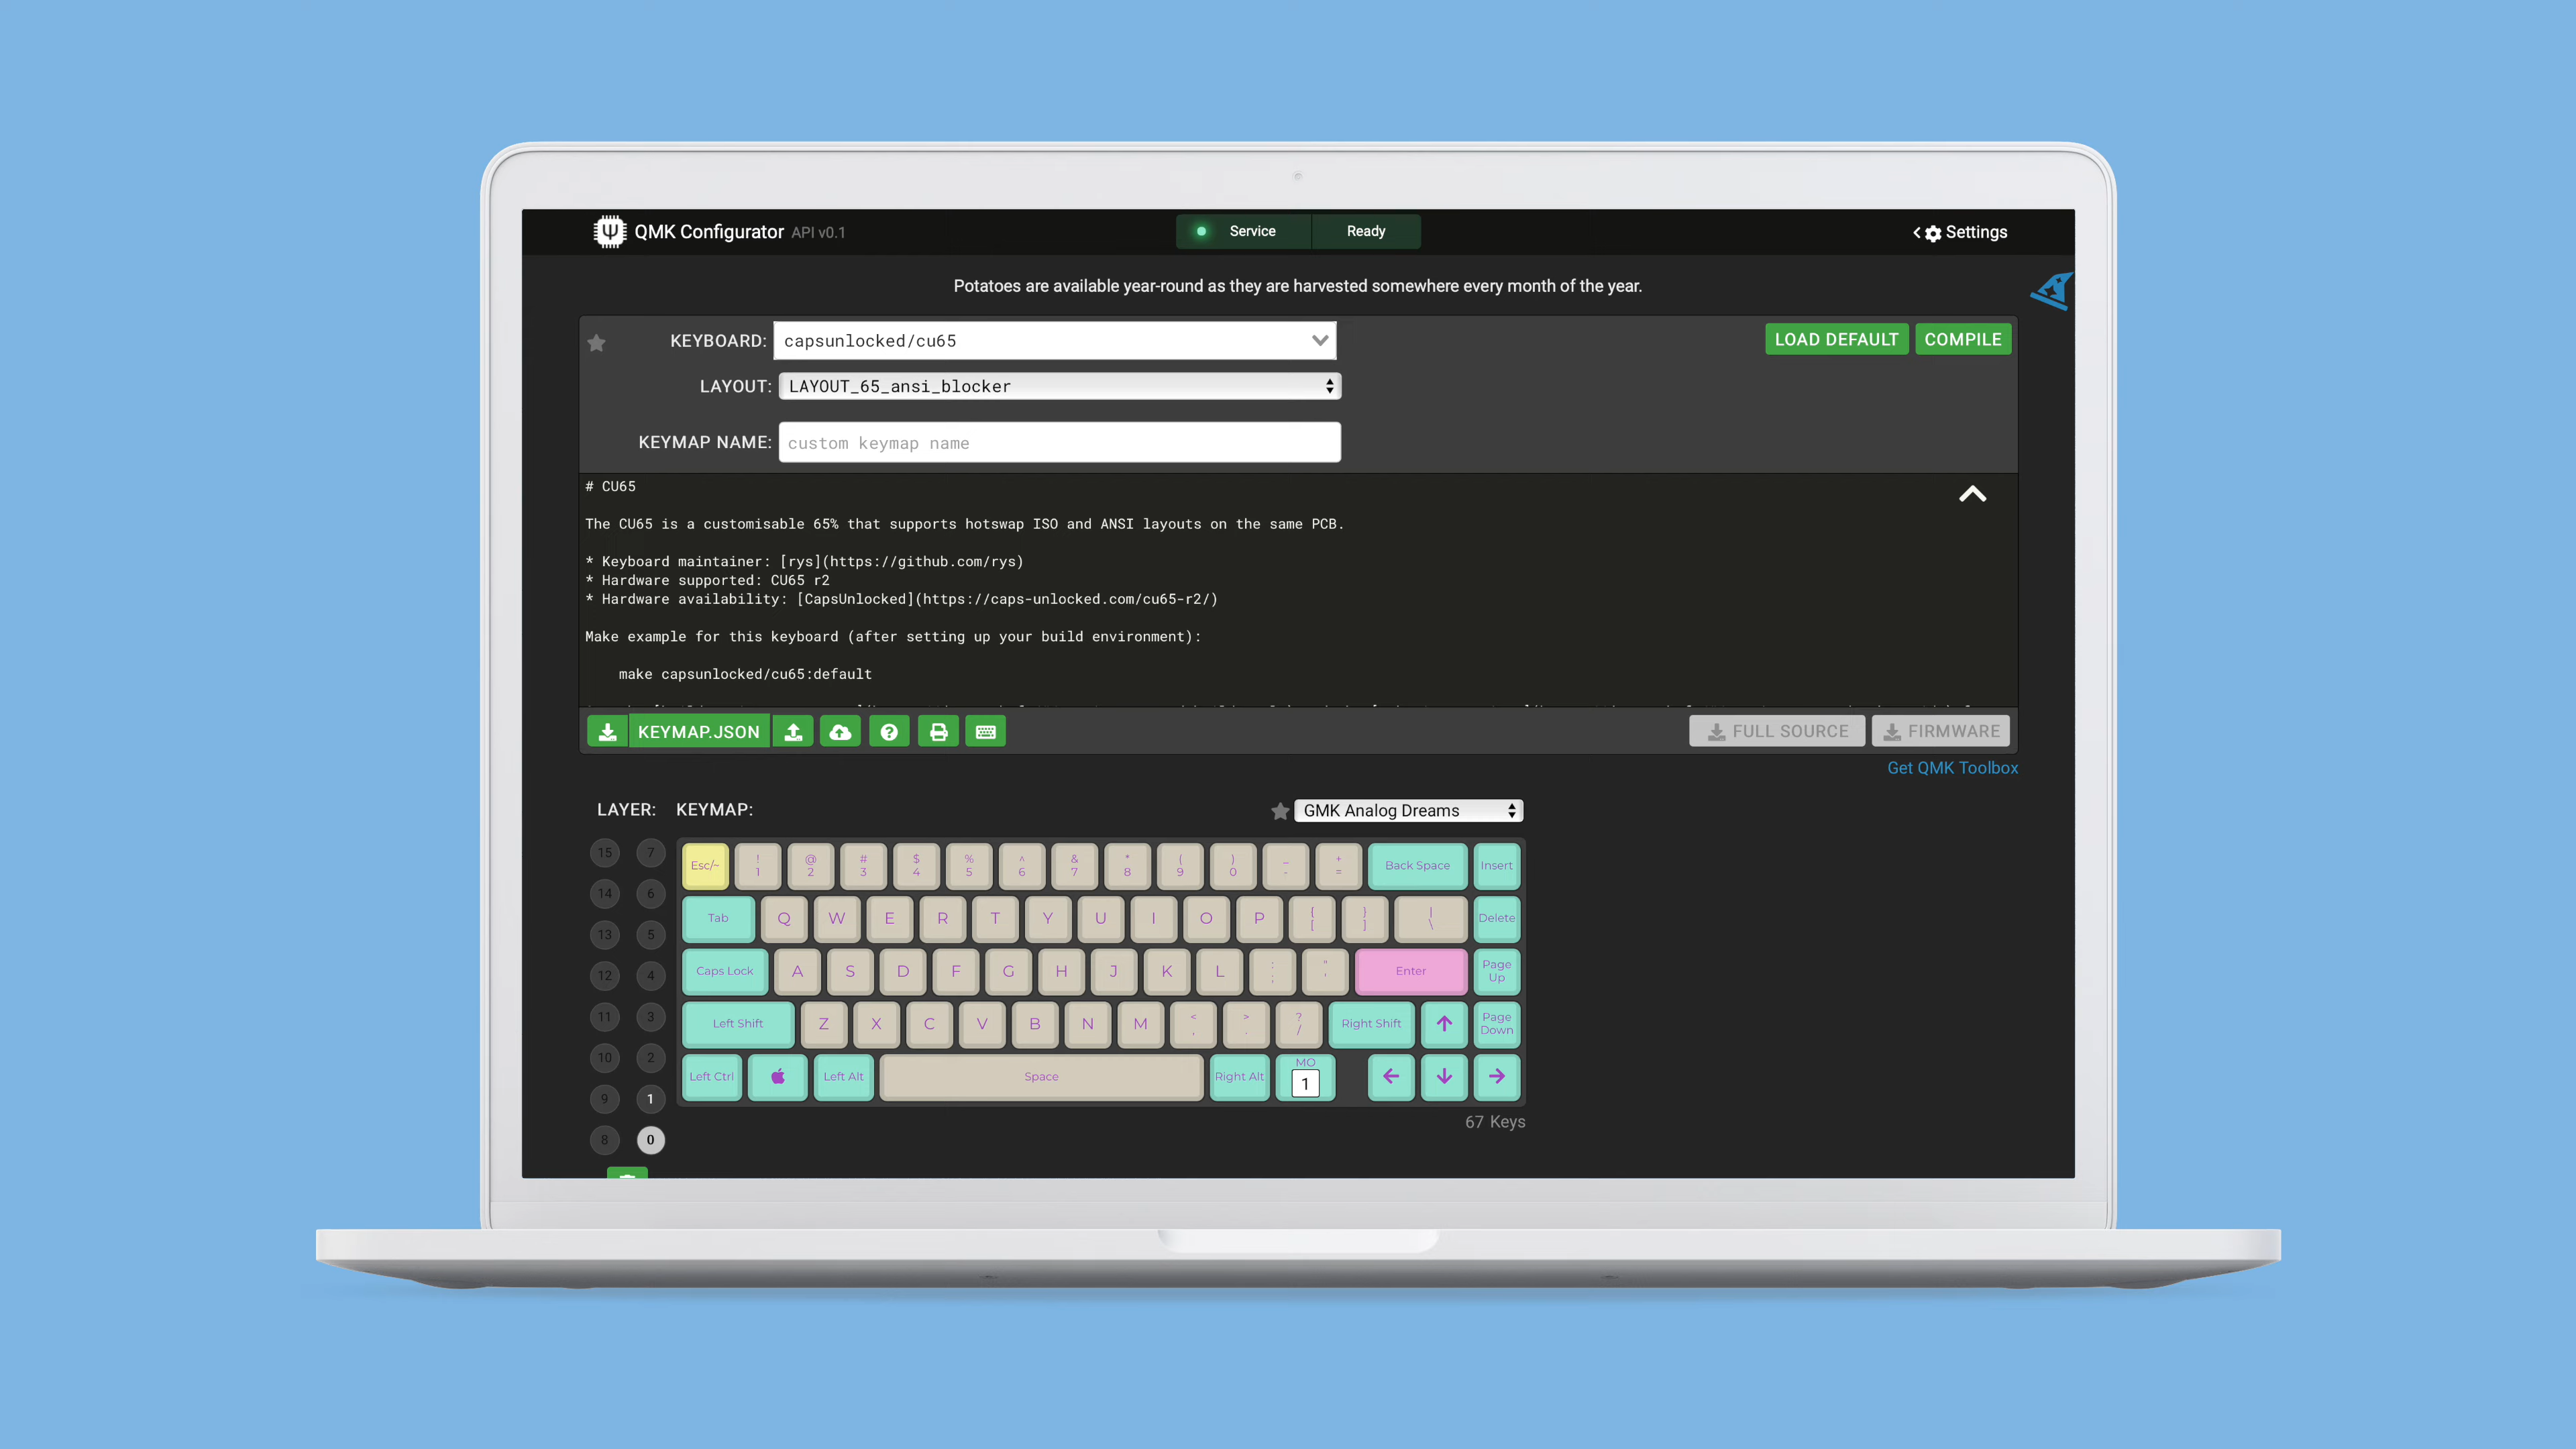 QMK Configurator API v0.1
Service Ready
Settings
Potatoes are available year-round as they are harvested somewhere every month of the year.
KEYBOARD: capsunlocked/cu65
LOAD DEFAULT COMPILE
LAYOUT: LAYOUT_65_ansi_blocker
KEYMAP NAME: custom keymap name
# CU65
The CU65 is a customisable 65% that supports hotswap ISO and ANSI layouts on the same PCB.
* Keyboard maintainer: [rys](https://github.com/rys)
* Hardware supported: CU65 r2
* Hardware availability: [CapsUnlocked](https://caps-unlocked.com/cu65-r2/)
Make example for this keyboard (after setting up your build environment):
make capsunlocked/cu65:default
KEYMAP.JSON
FULL SOURCE FIRMWARE
Get QMK Toolbox
LAYER: KEYMAP: GMK Analog Dreams
15 7
14 6
13 5
12 4
11 3
10 2
9 1
8 0
Esc/~ ! 1 @ 2 # 3 $ 4 % 5 ^ 6 & 7 * 8 ( 9 ) 0 _ - + = Back Space Insert
Tab Q W E R T Y U I O P { [ } ] | \ Delete
Caps Lock A S D F G H J K L : ; " ' Enter Page Up
Left Shift Z X C V B N M < , > . ? / Right Shift ↑ Page Down
Left Ctrl Left Alt Space Right Alt MO 1 ← ↓ →
67 Keys